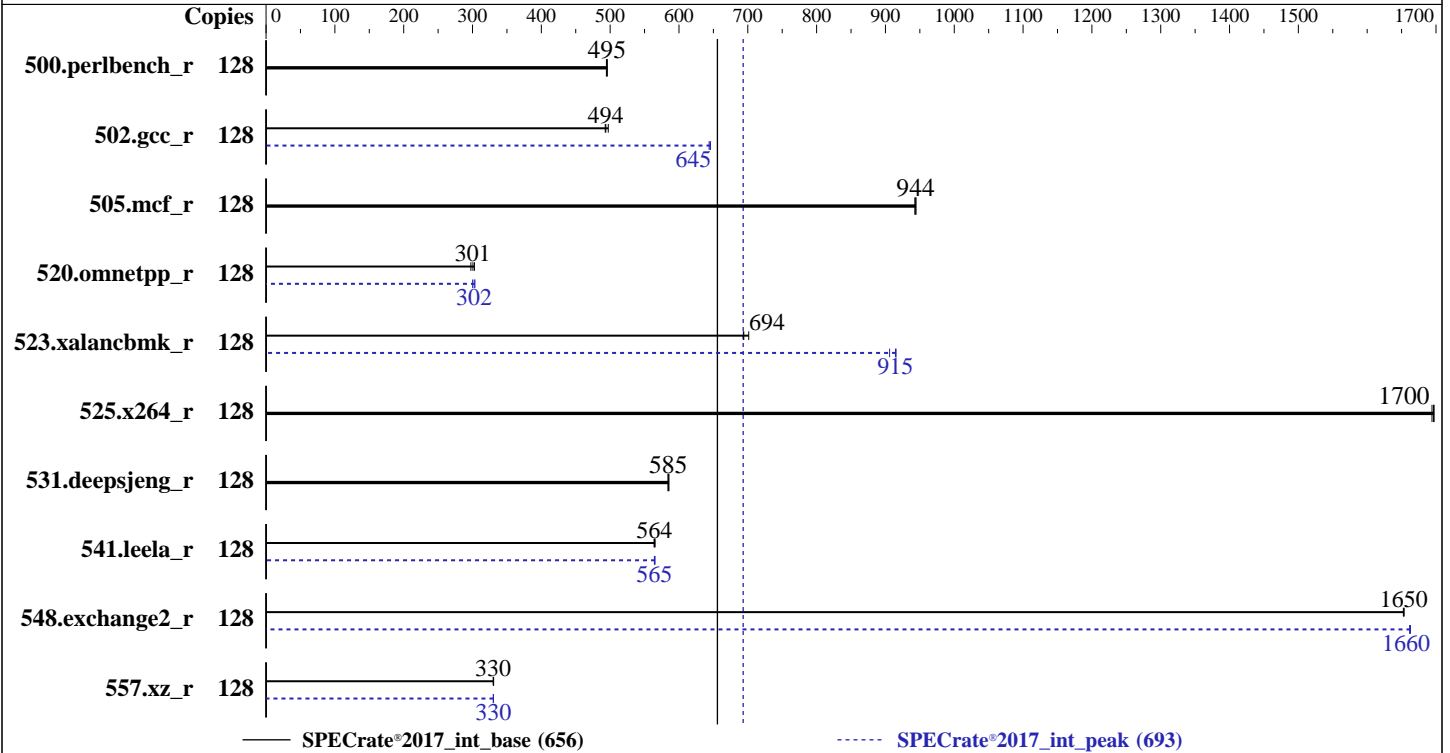 Copies 0 100 200 300 400 500 600 700 800 900 1000 1100 1200 1300 1400 1500 1700
500.perlbench_r 128 495
502.gcc_r 128 494
645
505.mcf_r 128 944
520.omnetpp_r 128 301
302
523.xalancbmk_r 128 694
915
525.x264_r 128 1700
531.deepsjeng_r 128 585
541.leela_r 128 564
565
548.exchange2_r 128 1650
1660
557.xz_r 128 330
330
SPECrate®2017_int_base (656) SPECrate®2017_int_peak (693)